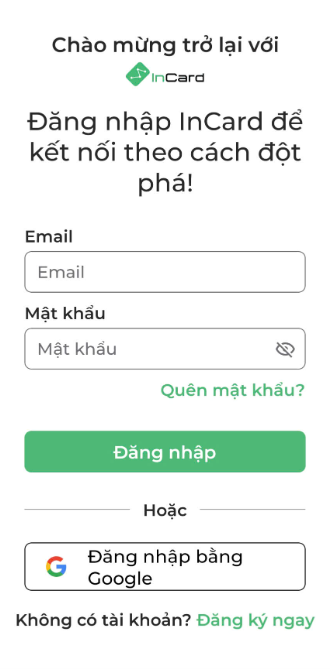 Chào mừng trở lại với
InCard
Đăng nhập InCard để
kết nối theo cách đột
phá!
Email
Email
Mật khẩu
Mật khẩu
Quên mật khẩu?
Đăng nhập
Hoặc
Đăng nhập bằng
Google
Không có tài khoản? Đăng ký ngay